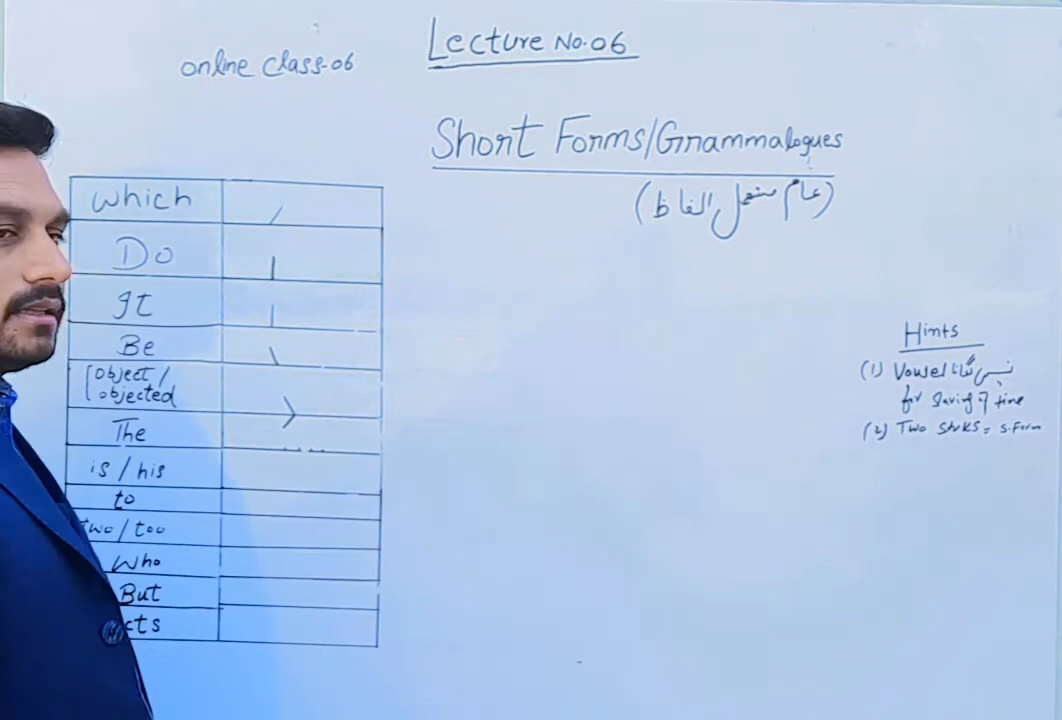 Lecture No.06
online class-06
Short Forms/Grammalogues
(عام مستعمل الفاظ)
Which
Do
It
Be
object /
objected
The
is / his
to
two / too
Who
But
cts
Hints
(1) Vowel لگانا نہیں
for saving of time
(2) Two = S.Form